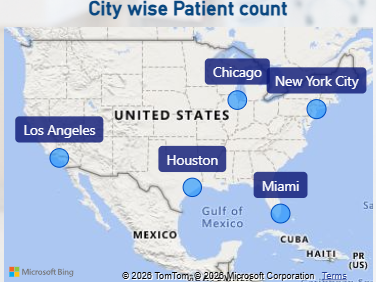 City wise Patient count
Chicago
New York City
UNITED STATES
Los Angeles
Houston
Miami
Gulf of
Mexico
MEXICO
CUBA
HAITI
PR
(US)
Microsoft Bing
© 2026 TomTom, © 2026 Microsoft Corporation Terms